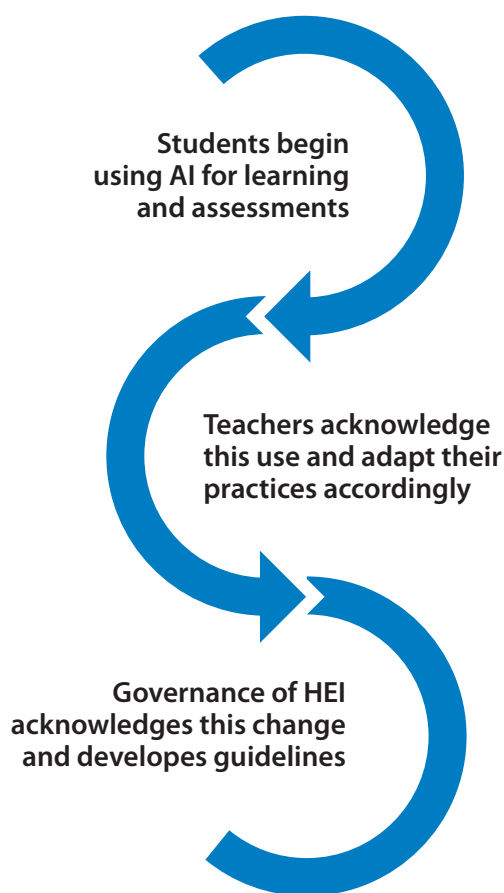 Students begin
using AI for learning
and assessments
Teachers acknowledge
this use and adapt their
practices accordingly
Governance of HEI
acknowledges this change
and developes guidelines